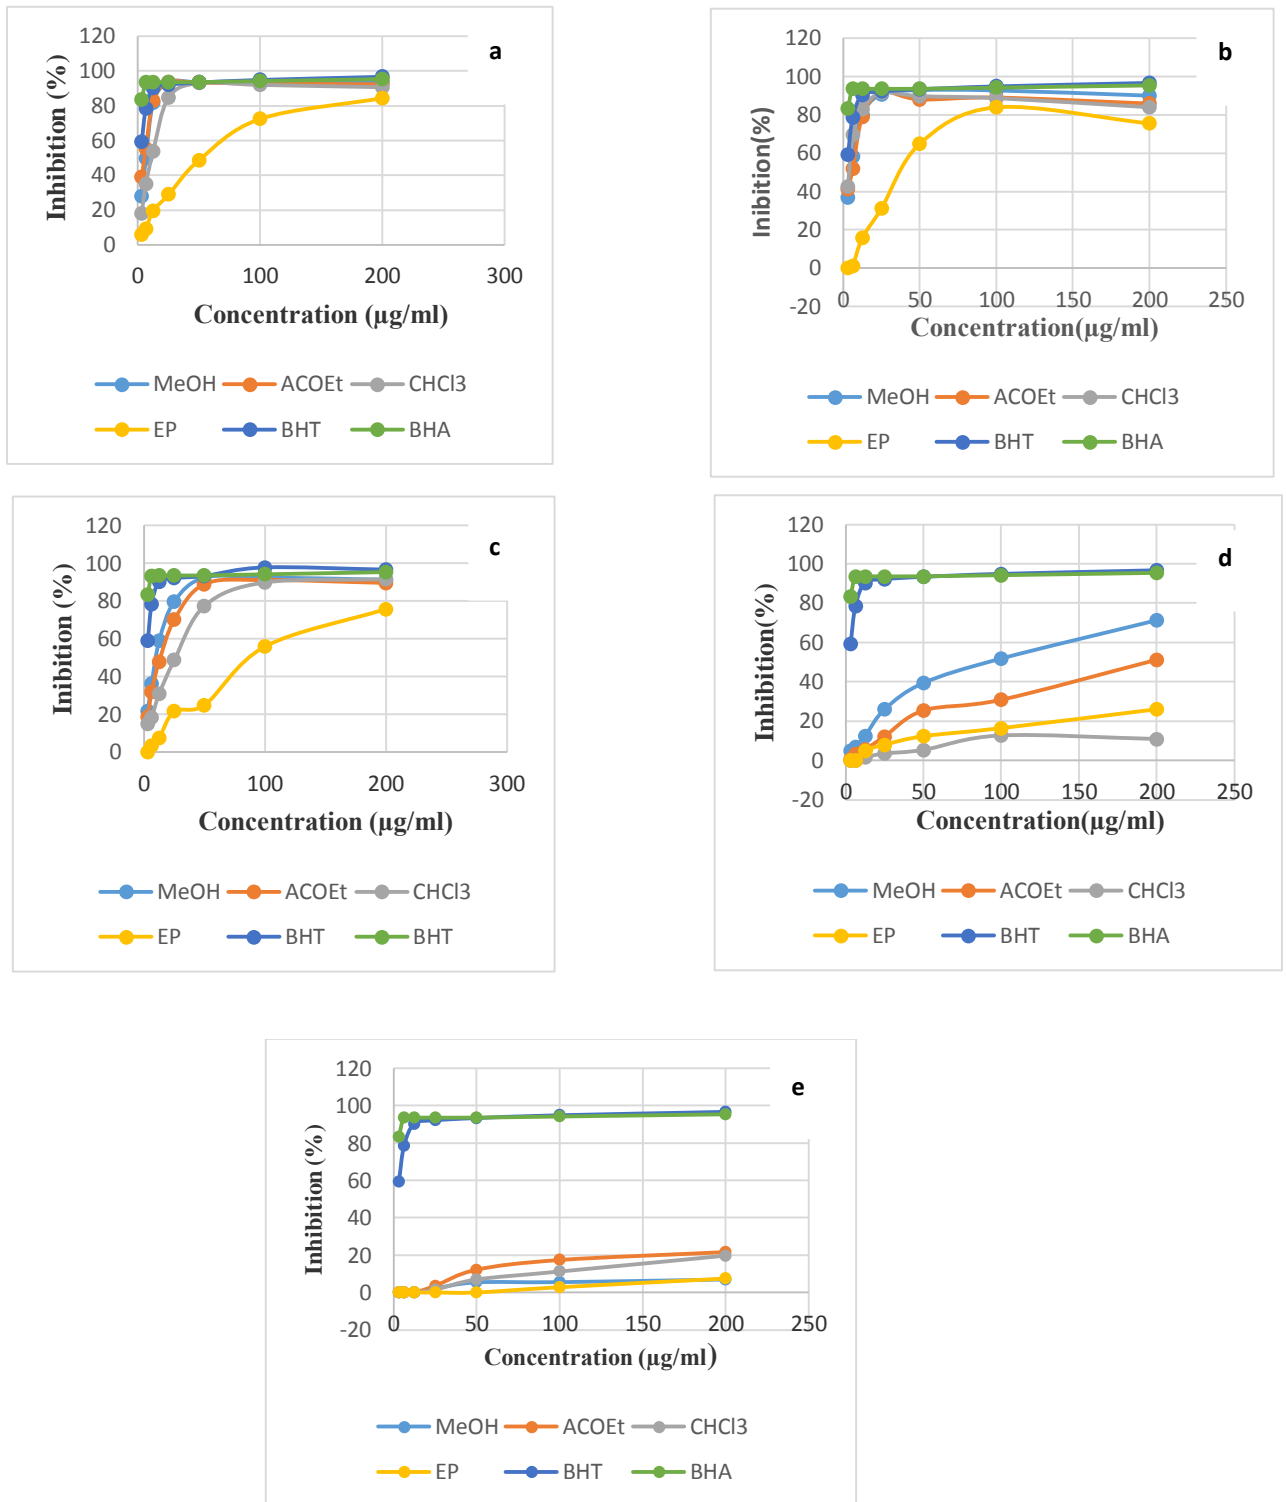 a
120
100
80
60
40
20
0
Inhibition (%)
0 100 200 300
Concentration (µg/ml)
MeOH ACOEt CHCl3
EP BHT BHA
b
120
100
80
60
40
20
0
-20
Inibition(%)
0 50 100 150 200 250
Concentration(µg/ml)
MeOH ACOEt CHCl3
EP BHT BHA
c
120
100
80
60
40
20
0
Inibition (%)
0 100 200 300
Concentration (µg/ml)
MeOH ACOEt CHCl3
EP BHT BHT
d
120
100
80
60
40
20
0
-20
Inhibition(%)
0 50 100 150 200 250
Concentration(µg/ml)
MeOH ACOEt CHCl3
EP BHT BHA
e
120
100
80
60
40
20
0
-20
Inhibition (%)
0 50 100 150 200 250
Concentration (µg/ml)
MeOH ACOEt CHCl3
EP BHT BHA